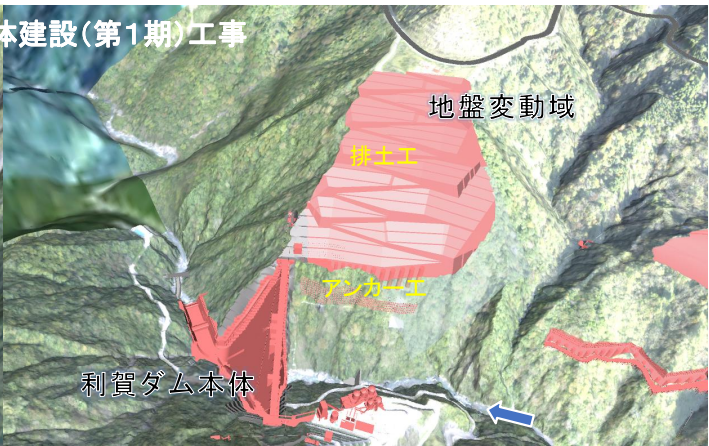 体建設(第1期)工事
地盤変動域
排土工
アンカー工
利賀ダム本体